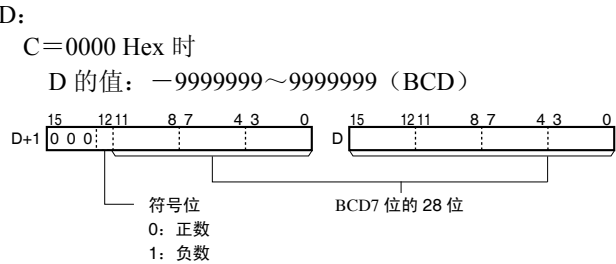 D:
C＝0000 Hex 时
D 的值：－9999999～9999999（BCD）
15 12 11 8 7 4 3 0 15 12 11 8 7 4 3 0
D+1 0 0 0 D
符号位 BCD7 位的 28 位
0：正数
1：负数